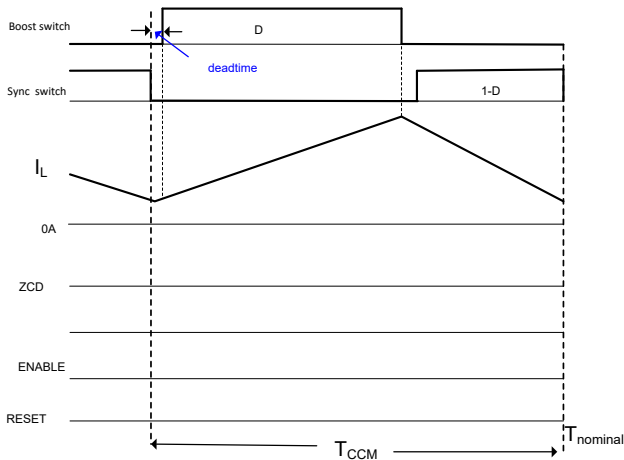 Boost switch
D
deadtime
Sync switch
1-D
IL
0A
ZCD
ENABLE
RESET
Tnominal
TCCM